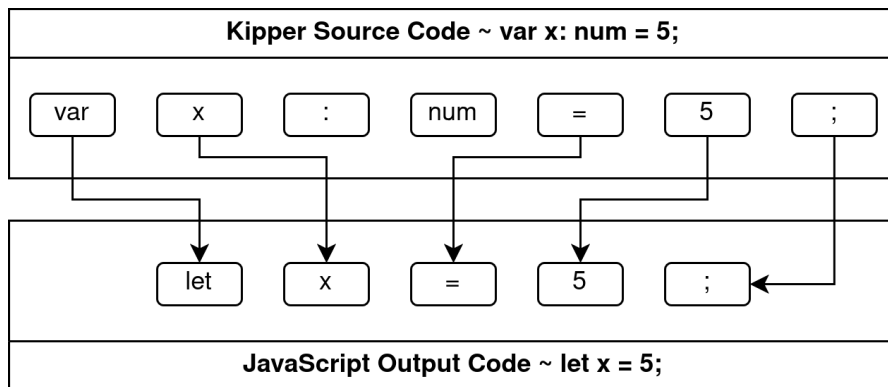 Kipper Source Code ~ var x: num = 5;
var x : num = 5 ;
let x = 5 ;
JavaScript Output Code ~ let x = 5;